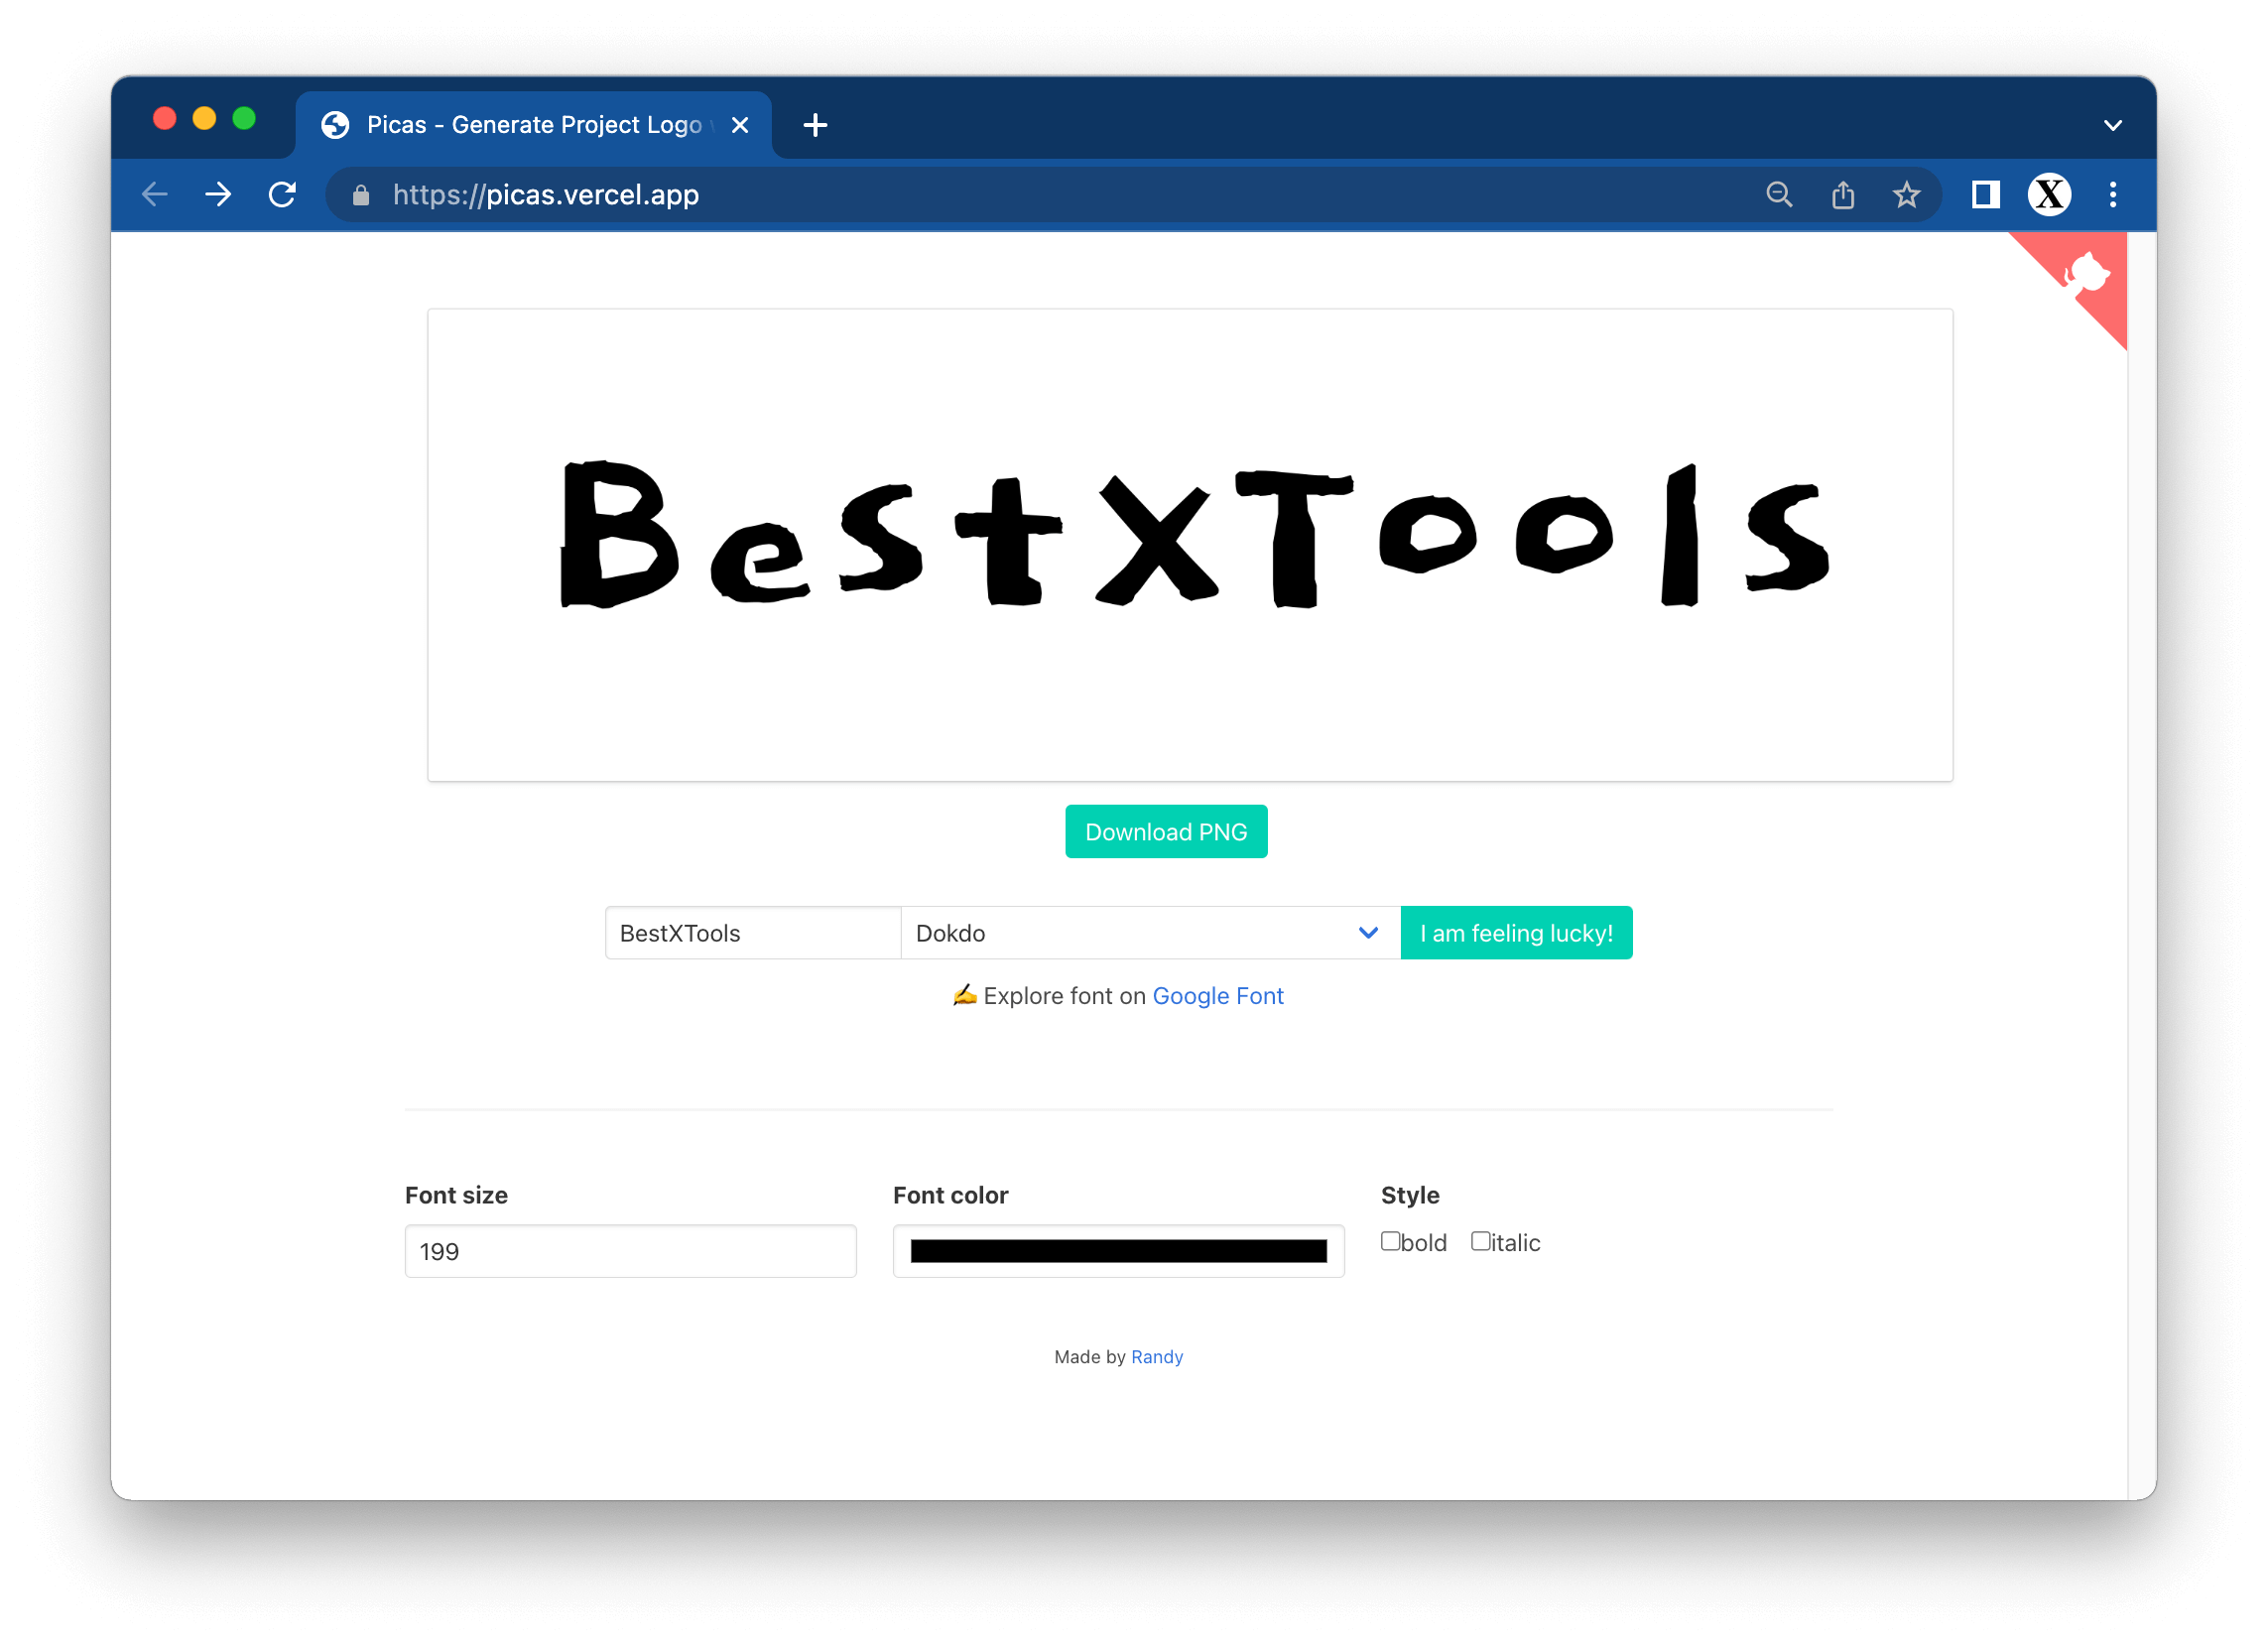 Picas - Generate Project Logo
https://picas.vercel.app
X
BestXTools
Download PNG
BestXTools
Dokdo
I am feeling lucky!
✍️ Explore font on Google Font
Font size
Font color
Style
199
bold
italic
Made by Randy